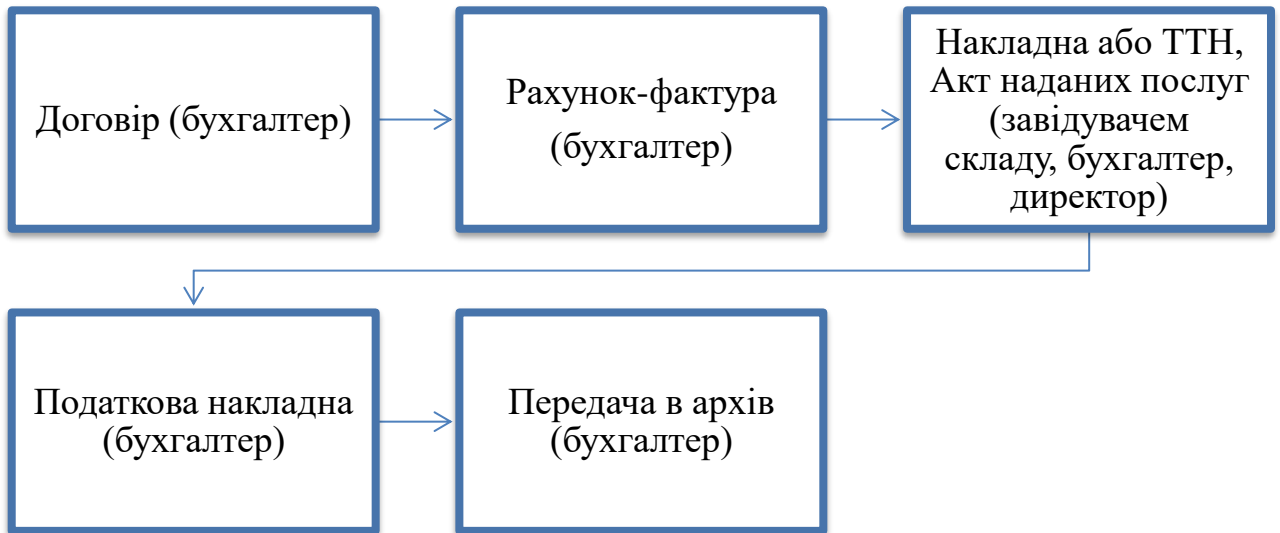 Договір (бухгалтер)
Рахунок-фактура
(бухгалтер)
Накладна або ТТН,
Акт наданих послуг
(завідувачем
складу, бухгалтер,
директор)
Податкова накладна
(бухгалтер)
Передача в архів
(бухгалтер)